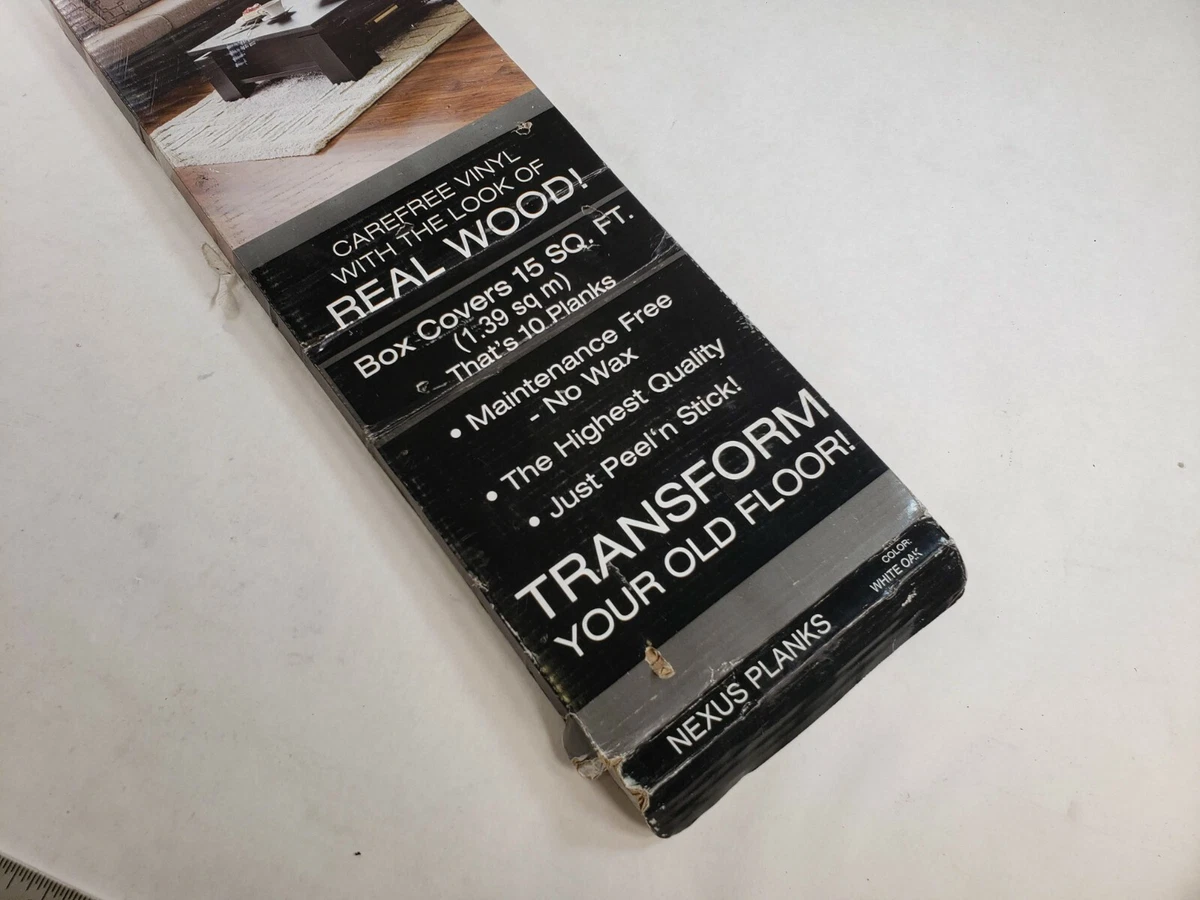 CAREFREE VINYL
WITH THE LOOK OF
REAL WOOD!
Box Covers 15 SQ. FT.
(1.39 sq m)
That's 10 Planks
• Maintenance Free
- No Wax
• The Highest Quality
• Just Peel'n Stick!
TRANSFORM
YOUR OLD FLOOR!
COLOR:
WHITE OAK
NEXUS PLANKS